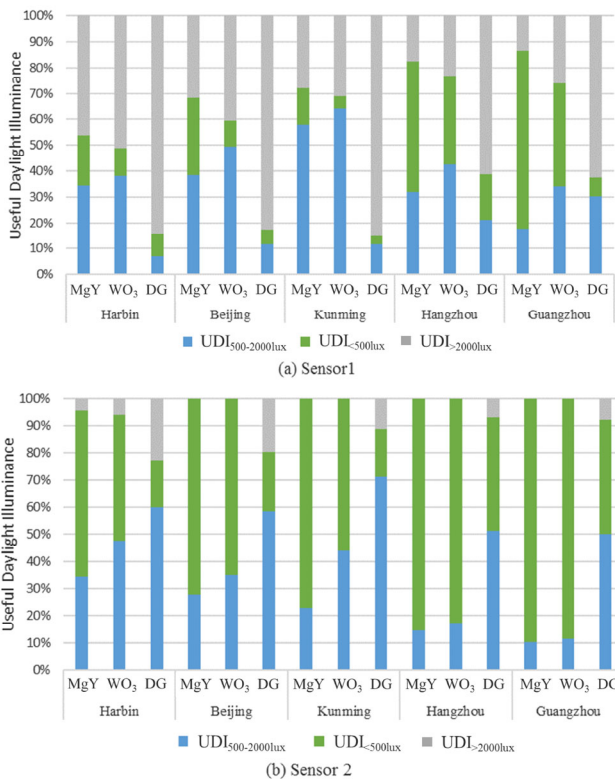 Useful Daylight Illuminance
100%
90%
80%
70%
60%
50%
40%
30%
20%
10%
0%
MgY WO3 DG MgY WO3 DG MgY WO3 DG MgY WO3 DG MgY WO3 DG
Harbin Beijing Kunming Hangzhou Guangzhou
UDI500-2000lux UDI<500lux UDI>2000lux
(a) Sensor1
Useful Daylight Illuminance
100%
90%
80%
70%
60%
50%
40%
30%
20%
10%
0%
MgY WO3 DG MgY WO3 DG MgY WO3 DG MgY WO3 DG MgY WO3 DG
Harbin Beijing Kunming Hangzhou Guangzhou
UDI500-2000lux UDI<500lux UDI>2000lux
(b) Sensor 2